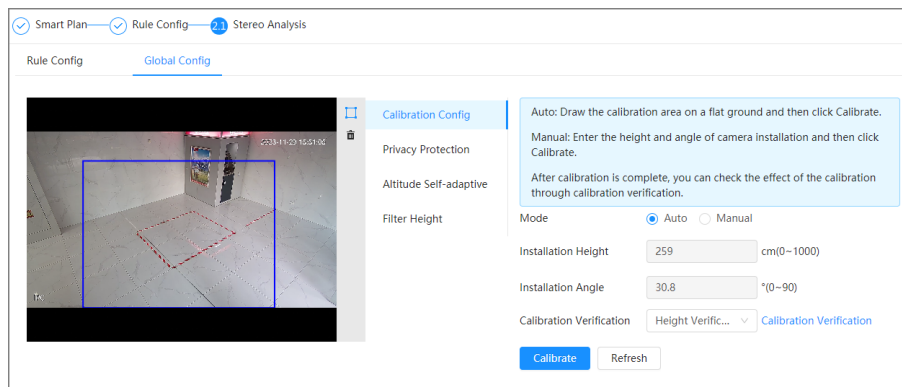 Smart Plan
Rule Config
2.1
Stereo Analysis
Rule Config
Global Config
Calibration Config
Privacy Protection
Altitude Self-adaptive
Filter Height
Auto: Draw the calibration area on a flat ground and then click Calibrate.
Manual: Enter the height and angle of camera installation and then click
Calibrate.
After calibration is complete, you can check the effect of the calibration
through calibration verification.
Mode
Auto
Manual
Installation Height
259
cm(0~1000)
Installation Angle
30.8
°(0~90)
Calibration Verification
Height Verific...
Calibration Verification
Calibrate
Refresh